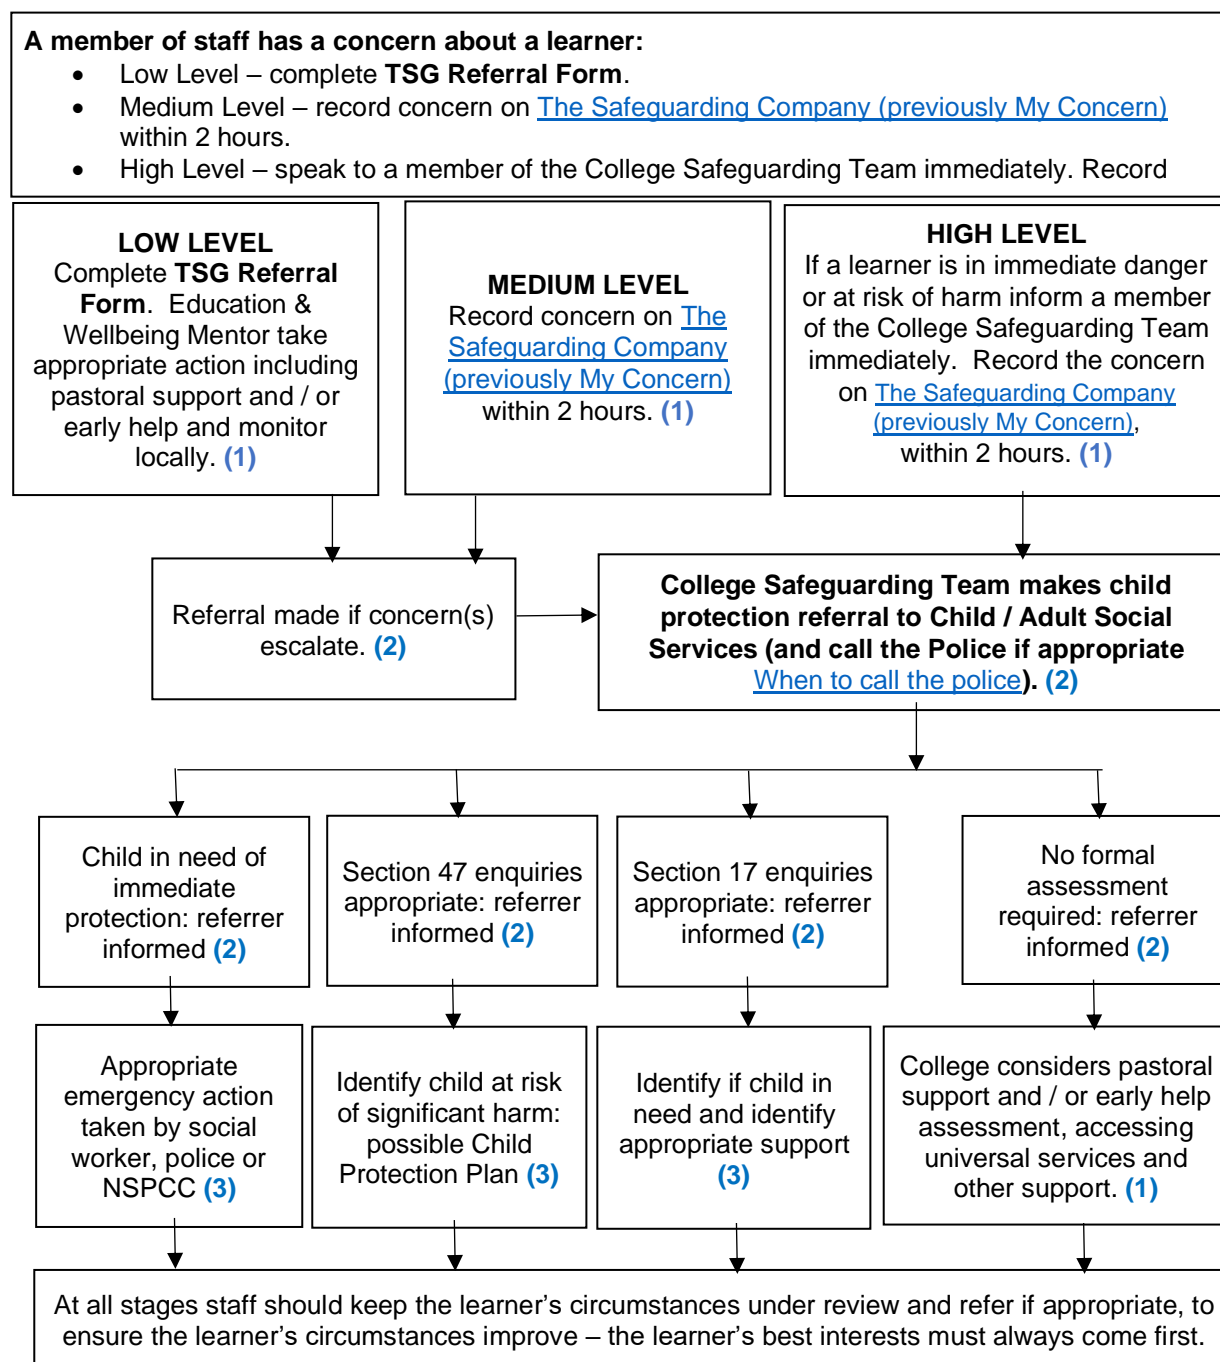 A member of staff has a concern about a learner:
• Low Level – complete TSG Referral Form.
• Medium Level – record concern on The Safeguarding Company (previously My Concern)
within 2 hours.
• High Level – speak to a member of the College Safeguarding Team immediately. Record
LOW LEVEL
Complete TSG Referral
Form. Education &
Wellbeing Mentor take
appropriate action including
pastoral support and / or
early help and monitor
locally. (1)
MEDIUM LEVEL
Record concern on The
Safeguarding Company
(previously My Concern)
within 2 hours. (1)
HIGH LEVEL
If a learner is in immediate danger
or at risk of harm inform a member
of the College Safeguarding Team
immediately. Record the concern
on The Safeguarding Company
(previously My Concern),
within 2 hours. (1)
Referral made if concern(s)
escalate. (2)
College Safeguarding Team makes child
protection referral to Child / Adult Social
Services (and call the Police if appropriate
When to call the police). (2)
Child in need of
immediate
protection: referrer
informed (2)
Section 47 enquiries
appropriate: referrer
informed (2)
Section 17 enquiries
appropriate: referrer
informed (2)
No formal
assessment
required: referrer
informed (2)
Appropriate
emergency action
taken by social
worker, police or
NSPCC (3)
Identify child at risk
of significant harm:
possible Child
Protection Plan (3)
Identify if child in
need and identify
appropriate support
(3)
College considers pastoral
support and / or early help
assessment, accessing
universal services and
other support. (1)
At all stages staff should keep the learner’s circumstances under review and refer if appropriate, to
ensure the learner’s circumstances improve – the learner’s best interests must always come first.